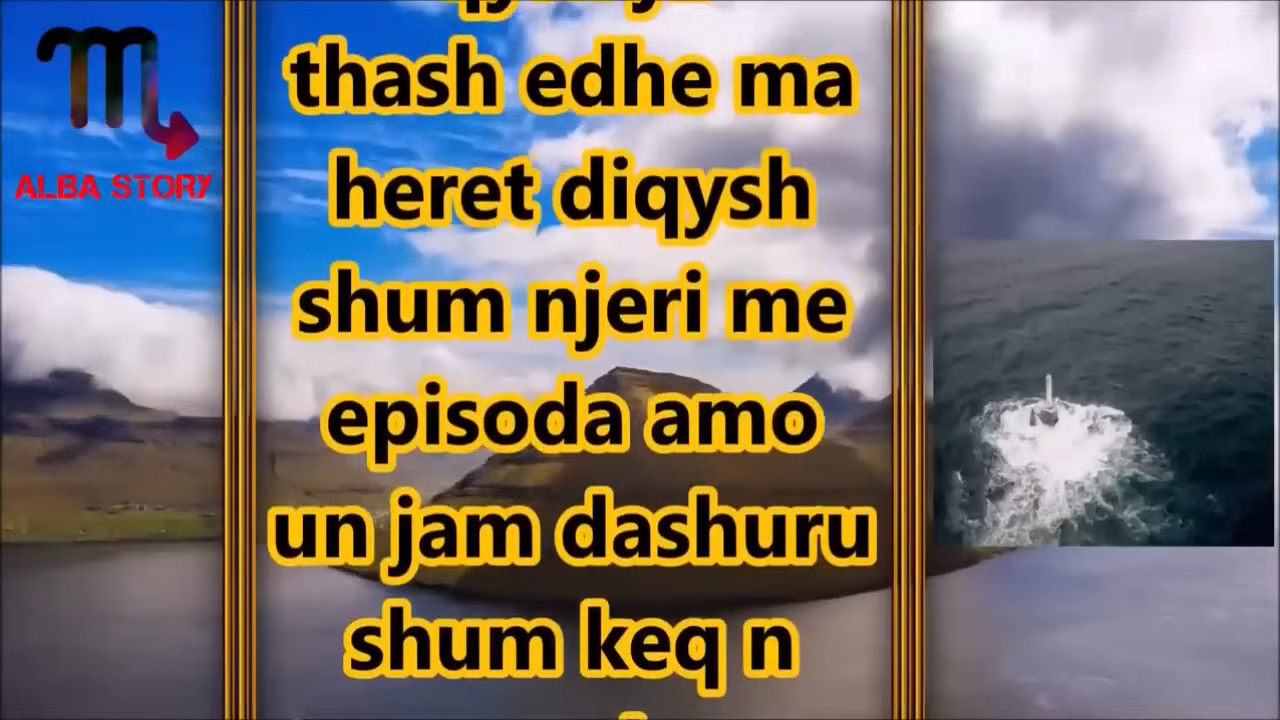 ALBA STORY
thash edhe ma
heret diqysh
shum njeri me
episoda amo
un jam dashuru
shum keq n